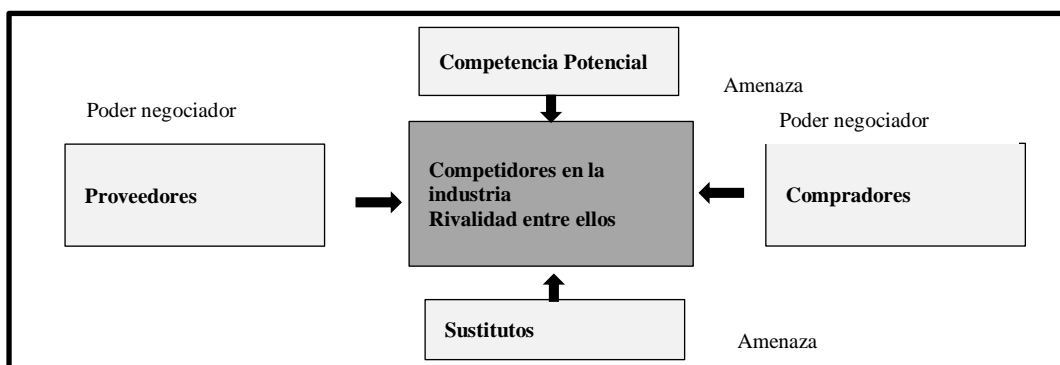 Competencia Potencial
Amenaza
Poder negociador
Poder negociador
Proveedores
Competidores en la
industria
Rivalidad entre ellos
Compradores
Sustitutos
Amenaza